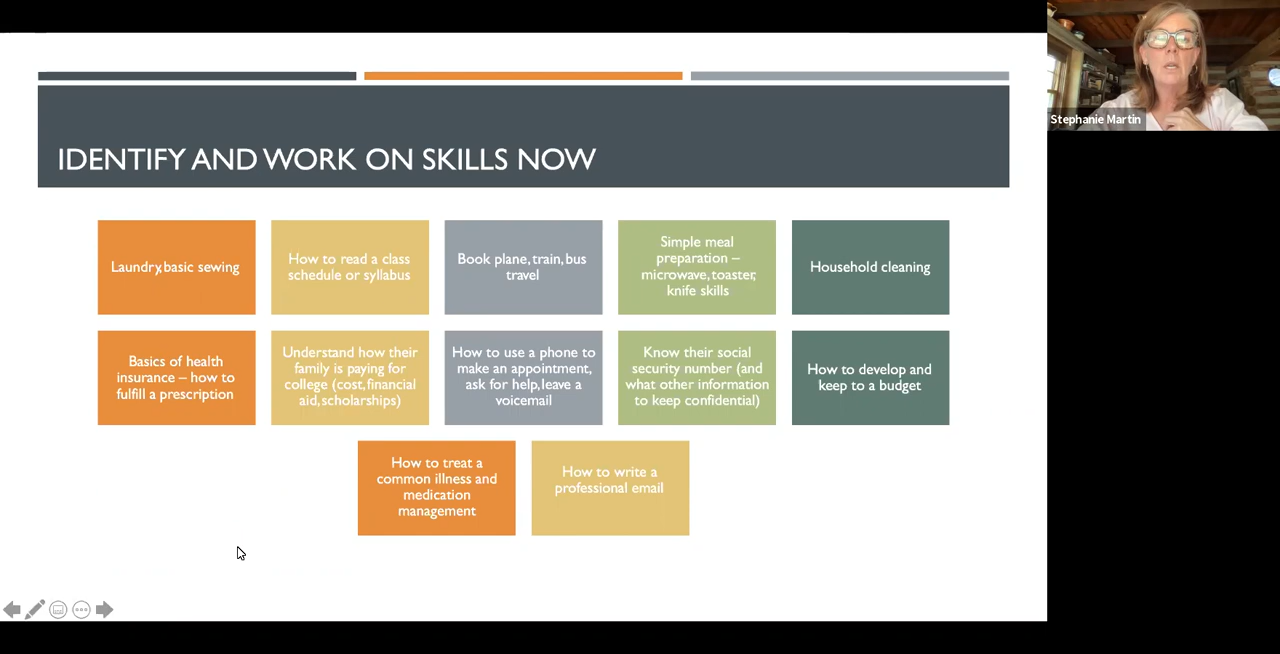 Stephanie Martin
IDENTIFY AND WORK ON SKILLS NOW
Laundry, basic sewing
How to read a class
schedule or syllabus
Book plane, train, bus
travel
Simple meal
preparation –
microwave, toaster,
knife skills
Household cleaning
Basics of health
insurance – how to
fulfill a prescription
Understand how their
family is paying for
college (cost, financial
aid, scholarships)
How to use a phone to
make an appointment,
ask for help, leave a
voicemail
Know their social
security number (and
what other information
to keep confidential)
How to develop and
keep to a budget
How to treat a
common illness and
medication
management
How to write a
professional email